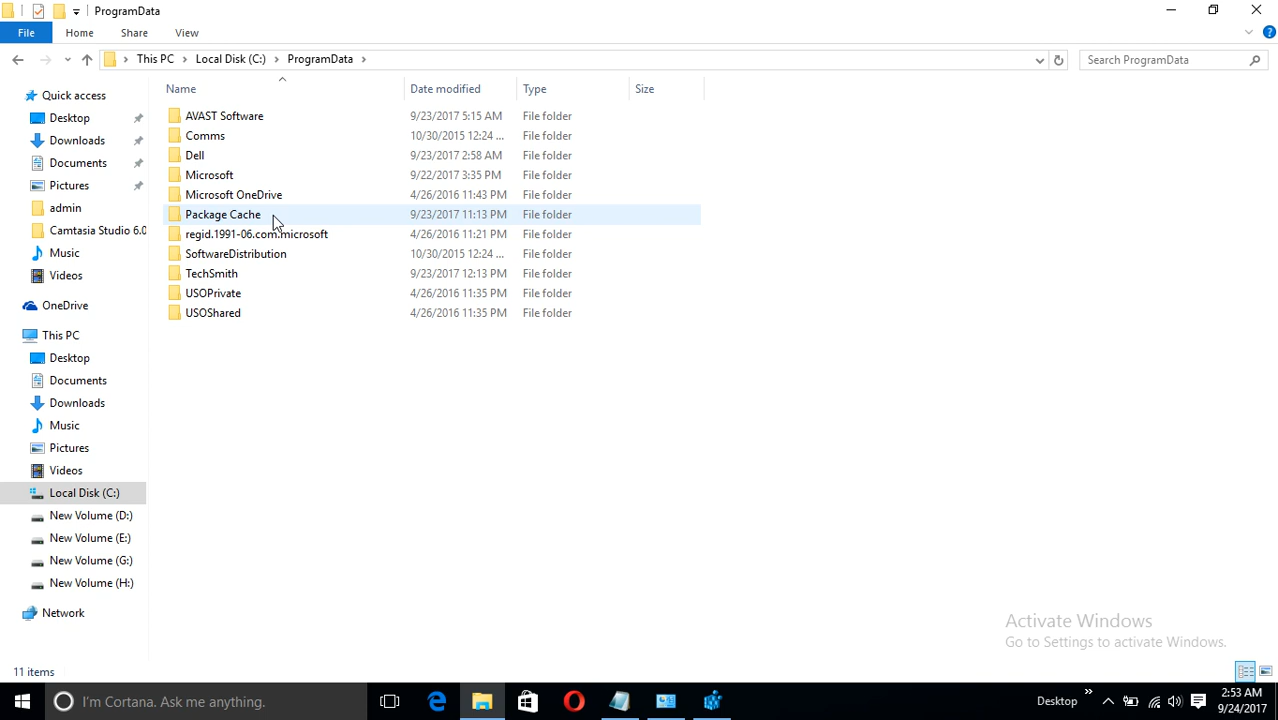 ProgramData
File Home Share View
This PC Local Disk (C:) ProgramData
Search ProgramData
Name Date modified Type Size
Quick access
Desktop
Downloads
Documents
Pictures
admin
Camtasia Studio 6.0
Music
Videos
OneDrive
This PC
Desktop
Documents
Downloads
Music
Pictures
Videos
Local Disk (C:)
New Volume (D:)
New Volume (E:)
New Volume (G:)
New Volume (H:)
Network
AVAST Software 9/23/2017 5:15 AM File folder
Comms 10/30/2015 12:24 ... File folder
Dell 9/23/2017 2:58 AM File folder
Microsoft 9/22/2017 3:35 PM File folder
Microsoft OneDrive 4/26/2016 11:43 PM File folder
Package Cache 9/23/2017 11:13 PM File folder
regid.1991-06.com.microsoft 4/26/2016 11:21 PM File folder
SoftwareDistribution 10/30/2015 12:24 ... File folder
TechSmith 9/23/2017 12:13 PM File folder
USOPrivate 4/26/2016 11:35 PM File folder
USOShared 4/26/2016 11:35 PM File folder
Activate Windows
Go to Settings to activate Windows.
11 items
I'm Cortana. Ask me anything.
Desktop
2:53 AM
9/24/2017